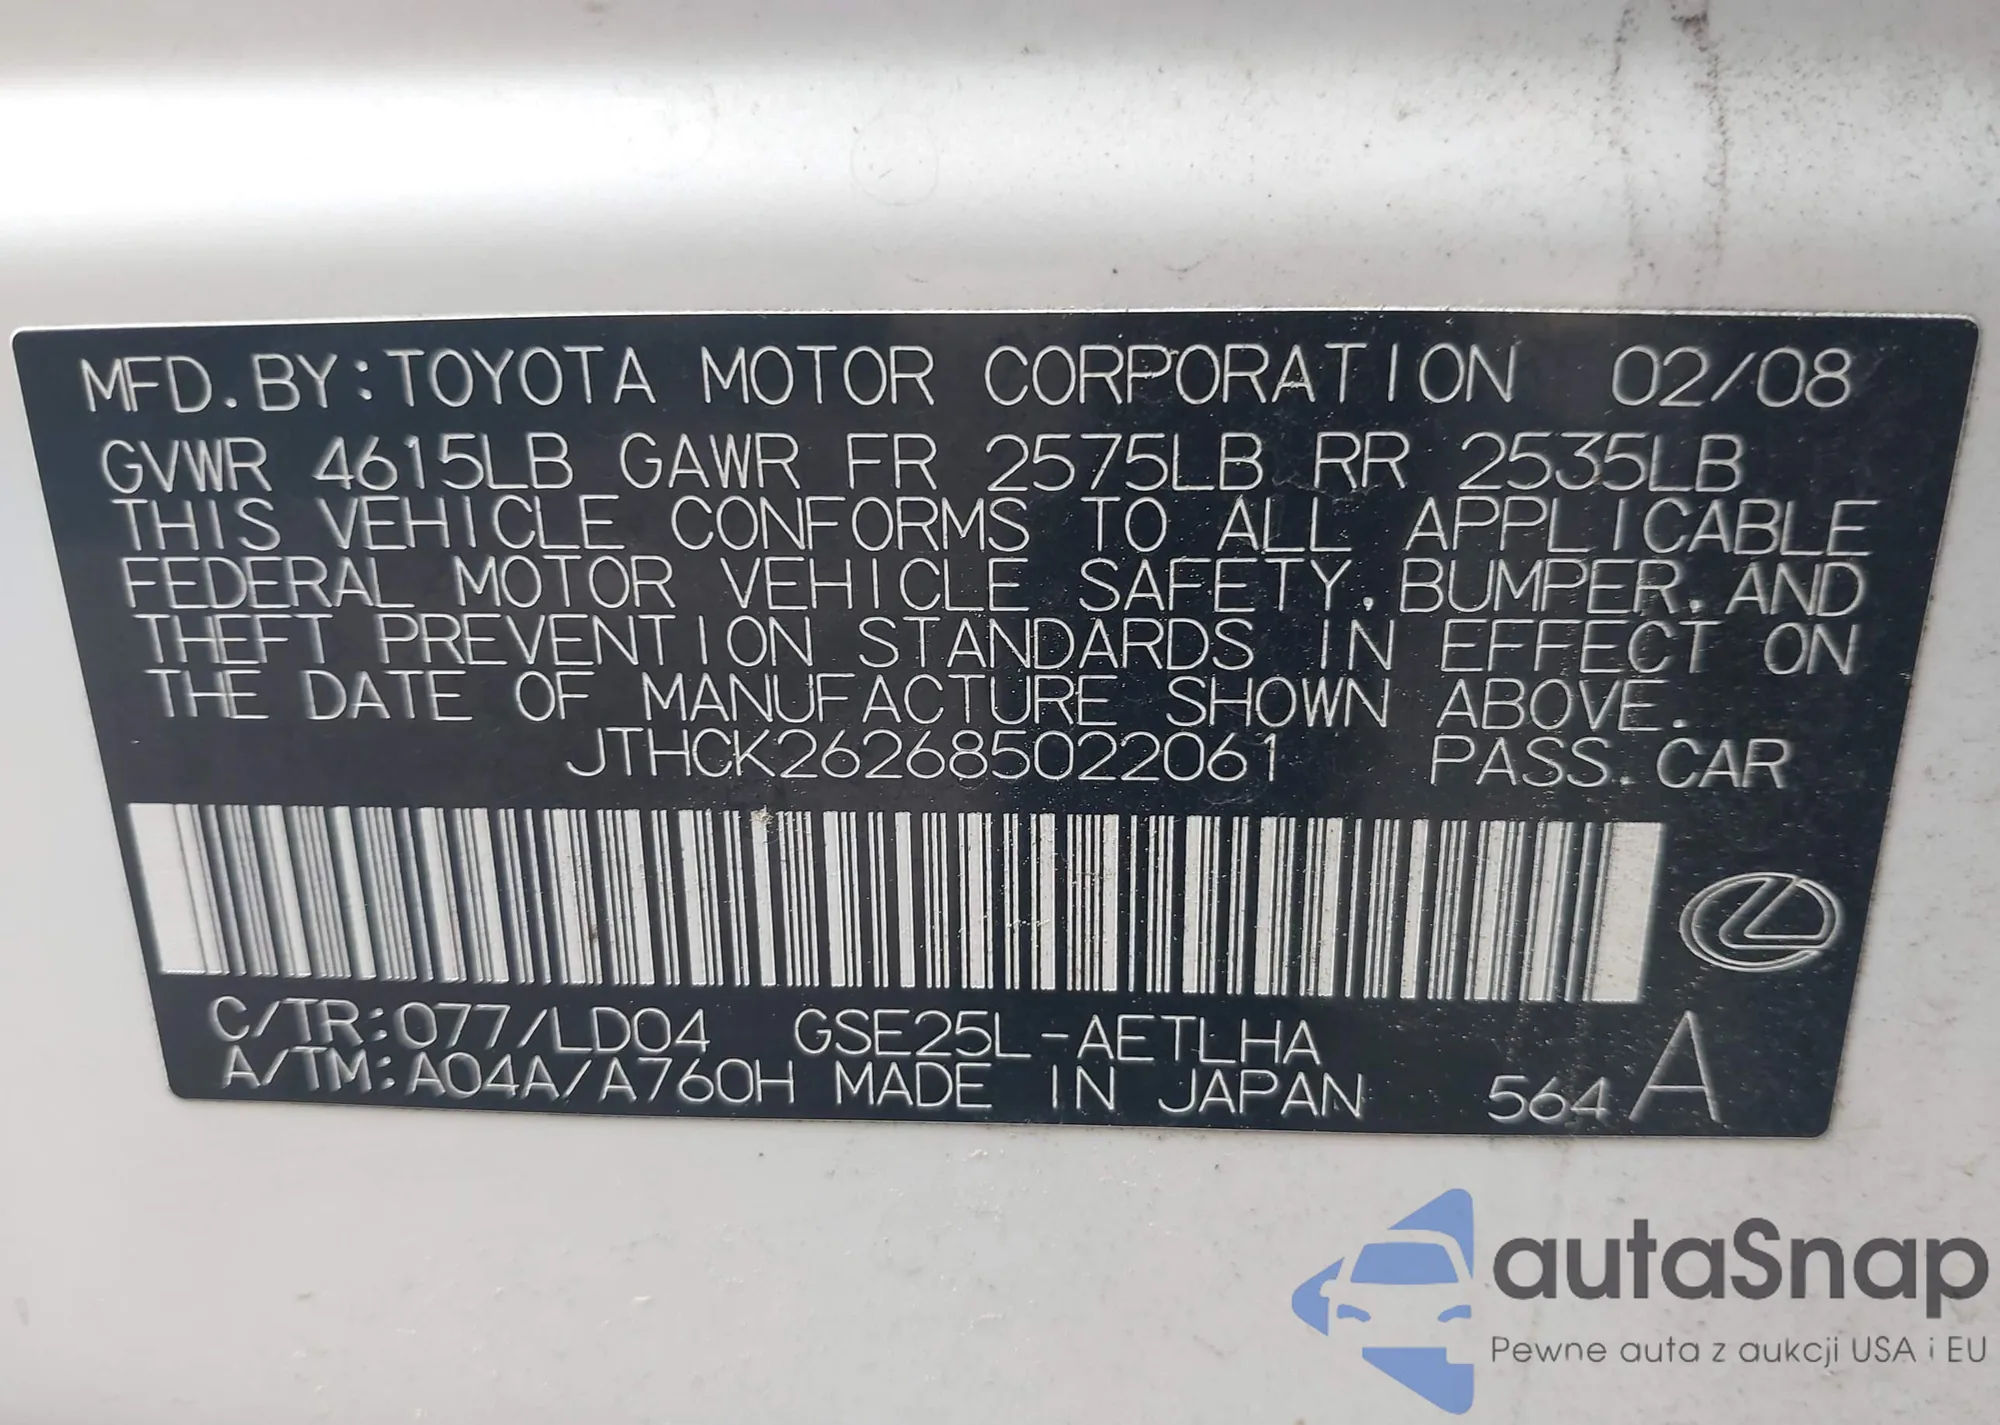 MFD. BY: TOYOTA MOTOR CORPORATION 02/08
GVWR 4615LB GAWR FR 2575LB RR 2535LB
THIS VEHICLE CONFORMS TO ALL APPLICABLE
FEDERAL MOTOR VEHICLE SAFETY, BUMPER, AND
THEFT PREVENTION STANDARDS IN EFFECT ON
THE DATE OF MANUFACTURE SHOWN ABOVE.
JTHCK262685022061 PASS. CAR
C/TR: 077/LD04 GSE25L-AETLHA
A/TM: A04A/A760H MADE IN JAPAN 564 A
autaSnap
Pewne auta z aukcji USA i EU